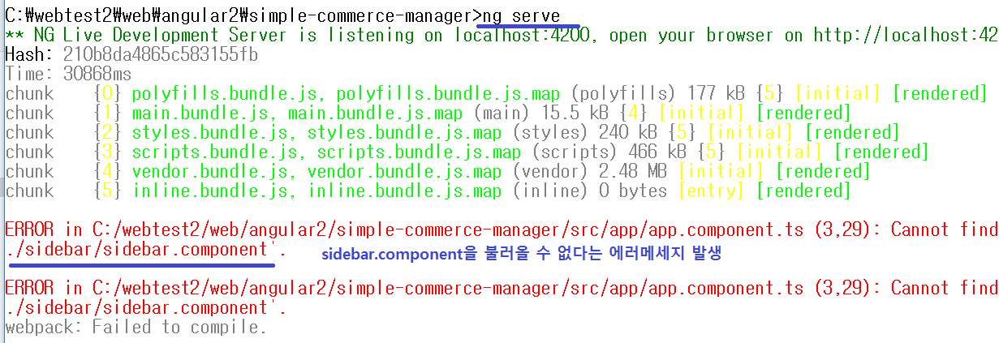 C:\webtest2\web\angular2\simple-commerce-manager>ng serve
** NG Live Development Server is listening on localhost:4200, open your browser on http://localhost:42
Hash: 210b8da4865c583155fb
Time: 30868ms
chunk    {0} polyfills.bundle.js, polyfills.bundle.js.map (polyfills) 177 kB {5} [initial] [rendered]
chunk    {1} main.bundle.js, main.bundle.js.map (main) 15.5 kB {4} [initial] [rendered]
chunk    {2} styles.bundle.js, styles.bundle.js.map (styles) 240 kB {5} [initial] [rendered]
chunk    {3} scripts.bundle.js, scripts.bundle.js.map (scripts) 466 kB {5} [initial] [rendered]
chunk    {4} vendor.bundle.js, vendor.bundle.js.map (vendor) 2.48 MB [initial] [rendered]
chunk    {5} inline.bundle.js, inline.bundle.js.map (inline) 0 bytes [entry] [rendered]
ERROR in C:/webtest2/web/angular2/simple-commerce-manager/src/app/app.component.ts (3,29): Cannot find
./sidebar/sidebar.component'.
sidebar.component을 불러올 수 없다는 에러메세지 발생
ERROR in C:/webtest2/web/angular2/simple-commerce-manager/src/app/app.component.ts (3,29): Cannot find
./sidebar/sidebar.component'.
webpack: Failed to compile.